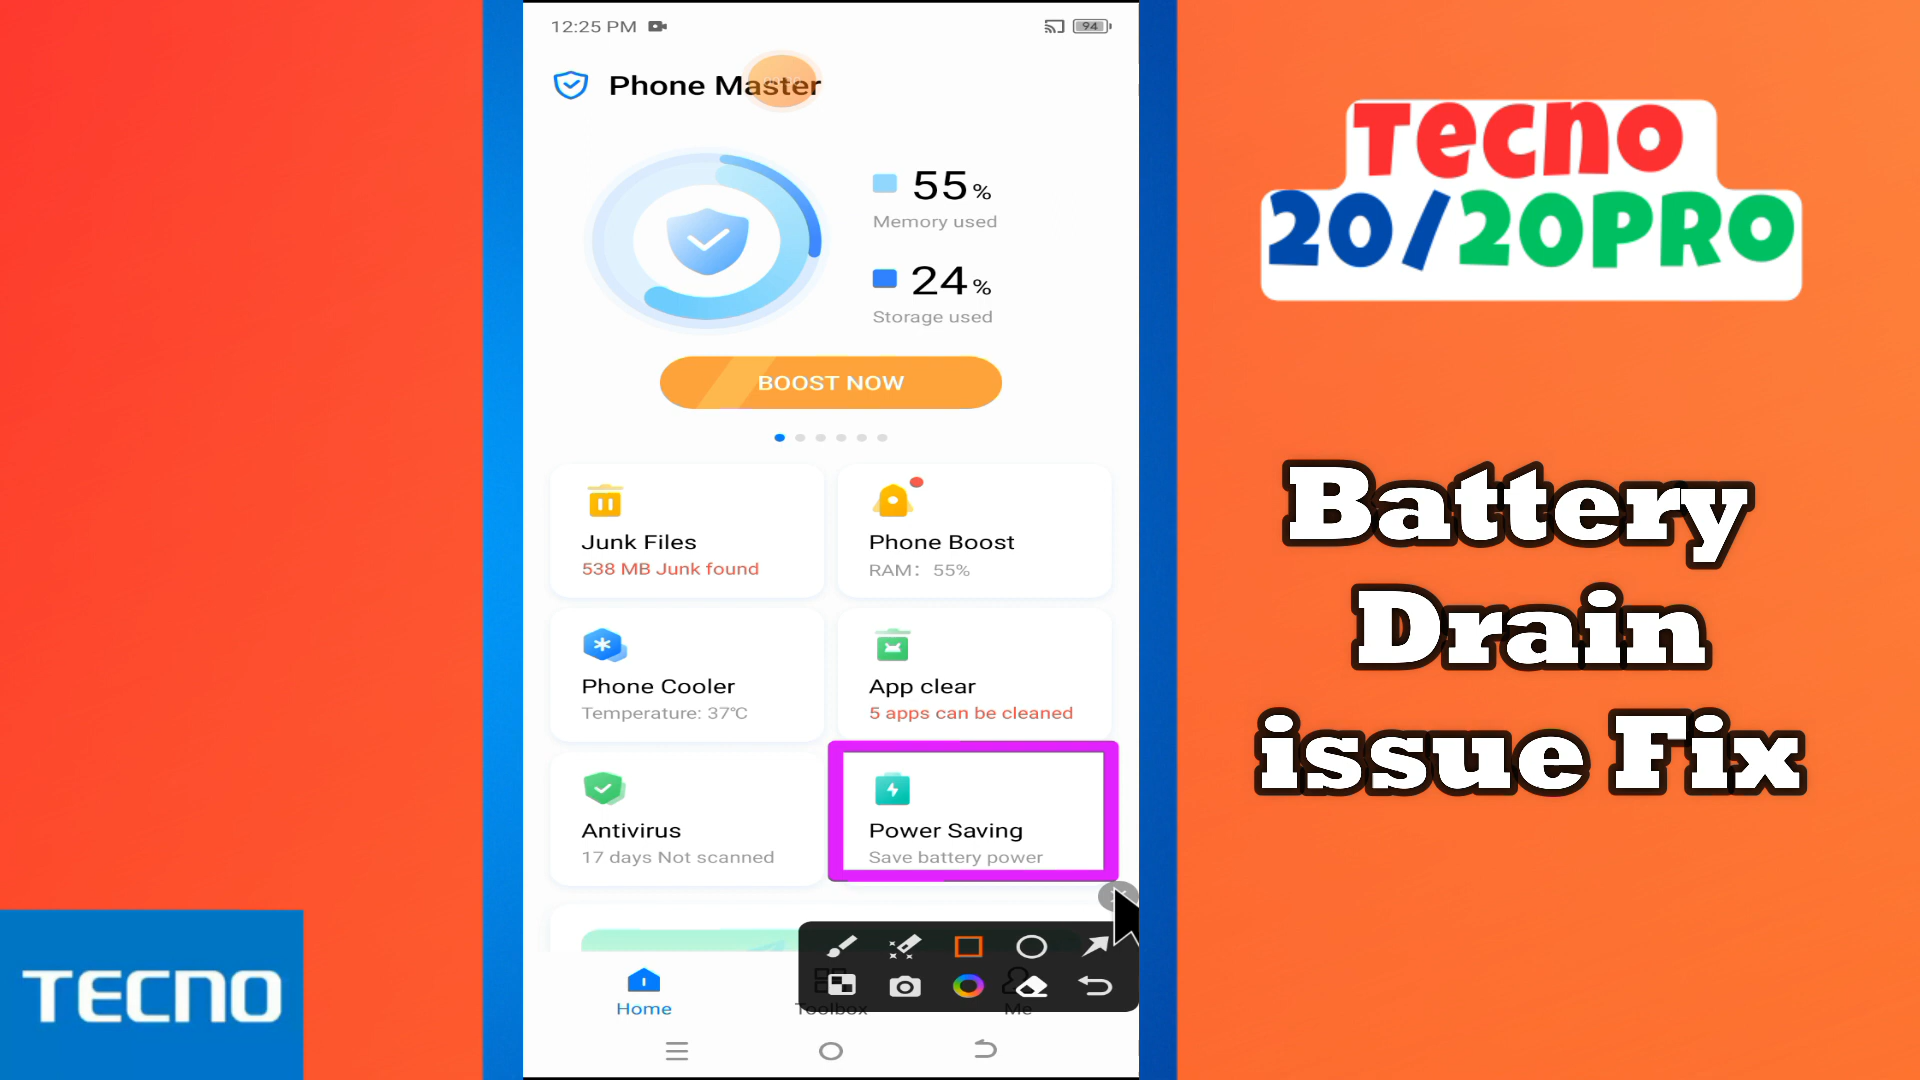 12:25 PM
94
Phone Master
55%
Memory used
24%
Storage used
BOOST NOW
Junk Files
538 MB Junk found
Phone Boost
RAM: 55%
Phone Cooler
Temperature: 37℃
App clear
5 apps can be cleaned
Antivirus
17 days Not scanned
Power Saving
Save battery power
Home
Toolbox
Me
TECNO
20/20PRO
Battery
Drain
issue Fix
TECNO